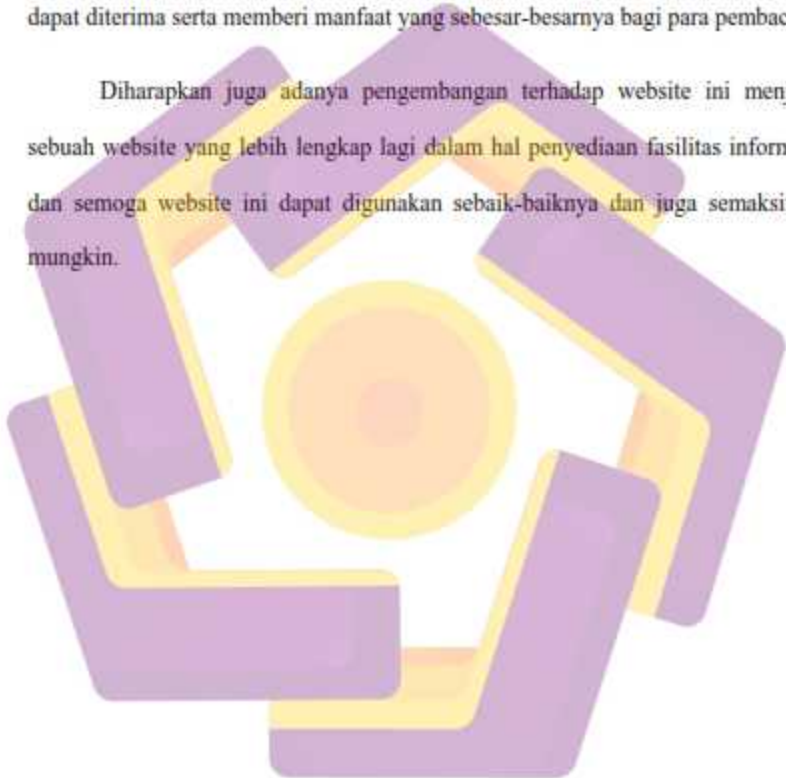 dapat diterima serta memberi manfaat yang sebesar-besarnya bagi para pembac
Diharapkan juga adanya pengembangan terhadap website ini menj
sebuah website yang lebih lengkap lagi dalam hal penyediaan fasilitas inform
dan semoga website ini dapat digunakan sebaik-baiknya dan juga semaksi
mungkin.